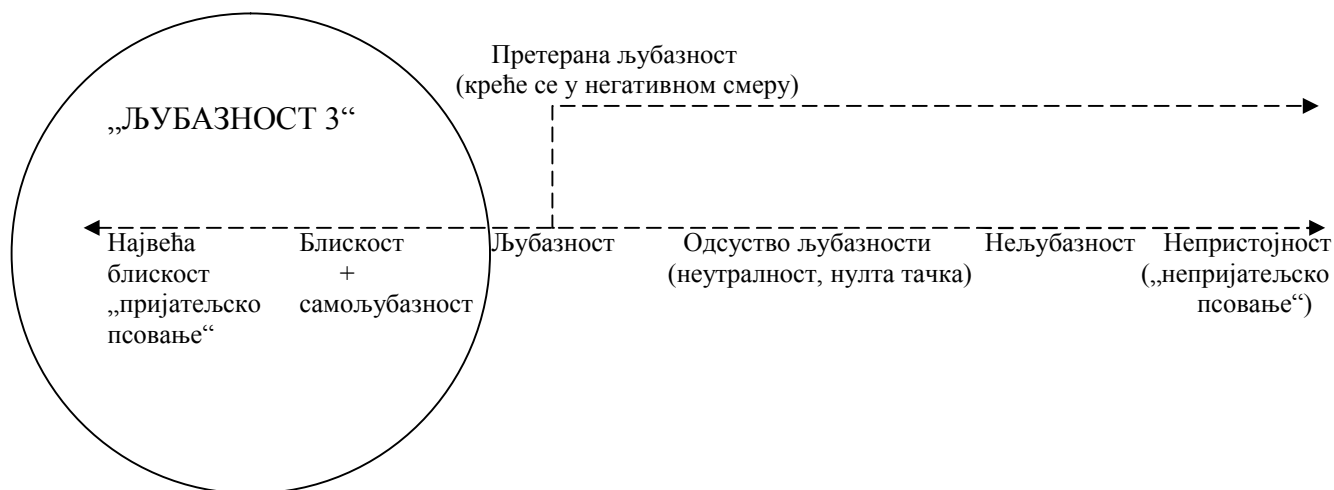 Претерана љубазност
(креће се у негативном смеру)
„ЉУБАЗНОСТ 3“
Највећа
блискост
„пријатељско
псовање“
Блискост
+
самољубазност
Љубазност
Одсуство љубазности
(неутралност, нулта тачка)
Нељубазност
Непристојност
(„непријатељско
псовање“)